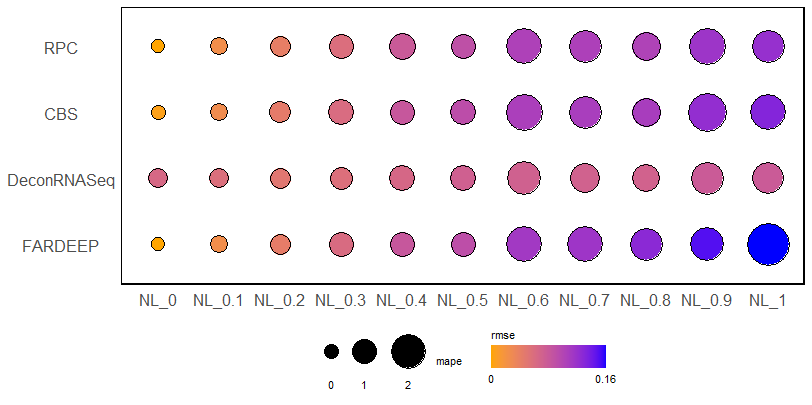 RPC
CBS
DeconRNASeq
FARDEEP
NL_0 NL_0.1 NL_0.2 NL_0.3 NL_0.4 NL_0.5 NL_0.6 NL_0.7 NL_0.8 NL_0.9 NL_1
rmse
mape
0 1 2
0 0.16